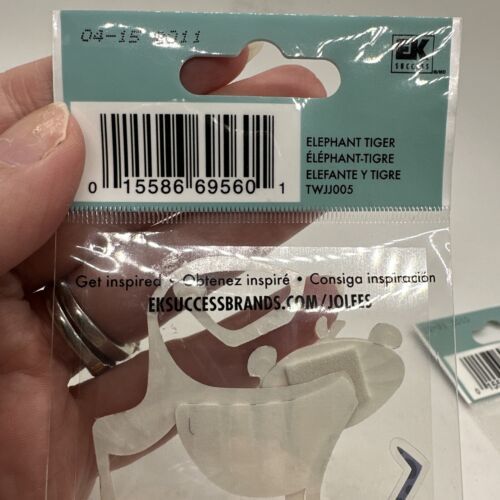 04-15 2011
EK
SUCCESS
ELEPHANT TIGER
ÉLÉPHANT-TIGRE
ELEFANTE Y TIGRE
TWJJ005
0 15586 69560 1
Get inspired • Obtenez inspiré • Consiga inspiración
EKSUCCESSBRANDS.COM/JOLEES